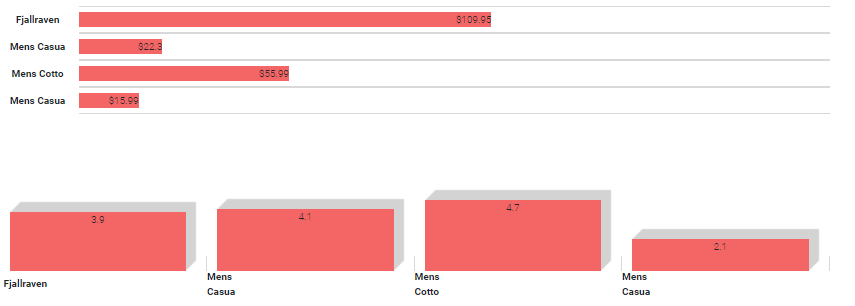 Fjallraven
$109.95
Mens Casua
$22.3
Mens Cotto
$55.99
Mens Casua
$15.99
3.9
4.1
4.7
2.1
Fjallraven
Mens
Casua
Mens
Cotto
Mens
Casua